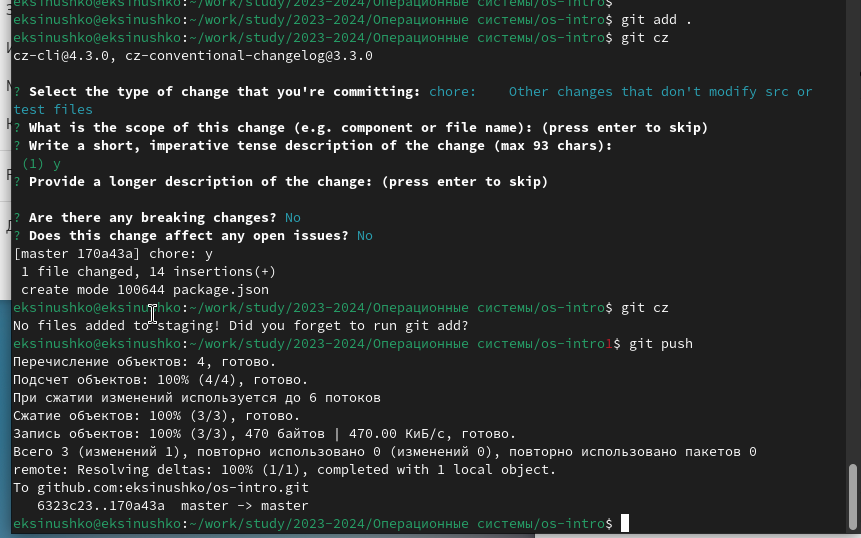 eksinushko@eksinushko:~/work/study/2023-2024/Операционные системы/os-intro$
eksinushko@eksinushko:~/work/study/2023-2024/Операционные системы/os-intro$ git add .
eksinushko@eksinushko:~/work/study/2023-2024/Операционные системы/os-intro$ git cz
cz-cli@4.3.0, cz-conventional-changelog@3.3.0
? Select the type of change that you're committing: chore:    Other changes that don't modify src or
test files
? What is the scope of this change (e.g. component or file name): (press enter to skip)
? Write a short, imperative tense description of the change (max 93 chars):
 (1) y
? Provide a longer description of the change: (press enter to skip)
? Are there any breaking changes? No
? Does this change affect any open issues? No
[master 170a43a] chore: y
 1 file changed, 14 insertions(+)
 create mode 100644 package.json
eksinushko@eksinushko:~/work/study/2023-2024/Операционные системы/os-intro$ git cz
No files added to staging! Did you forget to run git add?
eksinushko@eksinushko:~/work/study/2023-2024/Операционные системы/os-intro1$ git push
Перечисление объектов: 4, готово.
Подсчет объектов: 100% (4/4), готово.
При сжатии изменений используется до 6 потоков
Сжатие объектов: 100% (3/3), готово.
Запись объектов: 100% (3/3), 470 байтов | 470.00 КиБ/с, готово.
Всего 3 (изменений 1), повторно использовано 0 (изменений 0), повторно использовано пакетов 0
remote: Resolving deltas: 100% (1/1), completed with 1 local object.
To github.com:eksinushko/os-intro.git
   6323c23..170a43a  master -> master
eksinushko@eksinushko:~/work/study/2023-2024/Операционные системы/os-intro$